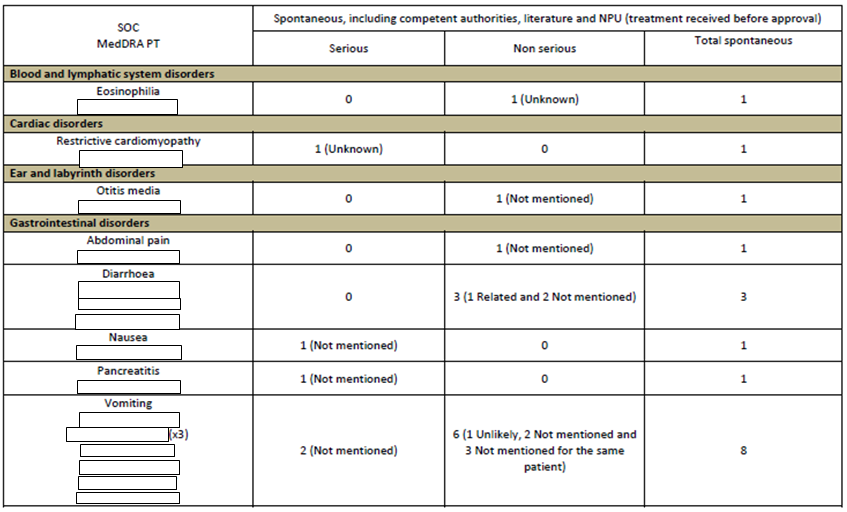 SOC
MedDRA PT
Spontaneous, including competent authorities, literature and NPU (treatment received before approval)
Serious
Non serious
Total spontaneous
Blood and lymphatic system disorders
Eosinophilia
0
1 (Unknown)
1
Cardiac disorders
Restrictive cardiomyopathy
1 (Unknown)
0
1
Ear and labyrinth disorders
Otitis media
0
1 (Not mentioned)
1
Gastrointestinal disorders
Abdominal pain
0
1 (Not mentioned)
1
Diarrhoea
0
3 (1 Related and 2 Not mentioned)
3
Nausea
1 (Not mentioned)
0
1
Pancreatitis
1 (Not mentioned)
0
1
Vomiting
(x3)
2 (Not mentioned)
6 (1 Unlikely, 2 Not mentioned and
3 Not mentioned for the same
patient)
8